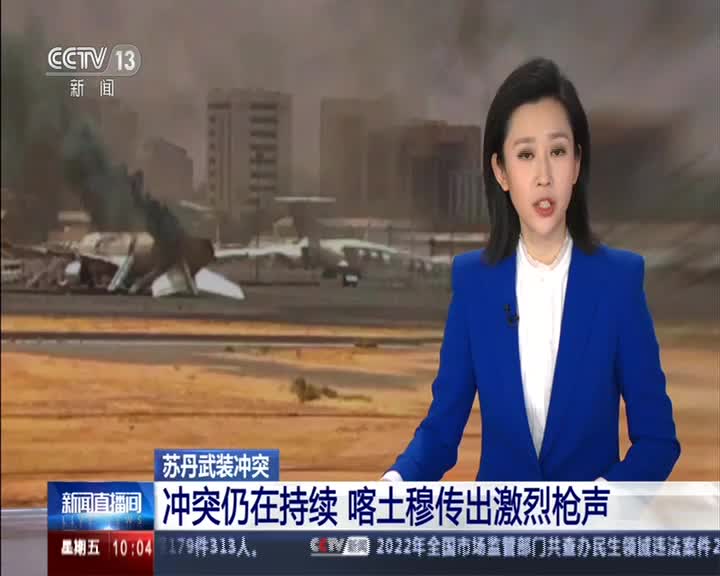 CCTV 13
新闻
苏丹武装冲突
新闻直播间
冲突仍在持续 喀土穆传出激烈枪声
星期五 10:04
179件313人。 CCTV 新闻 2022年全国市场监管部门共查办民生领域违法案件2